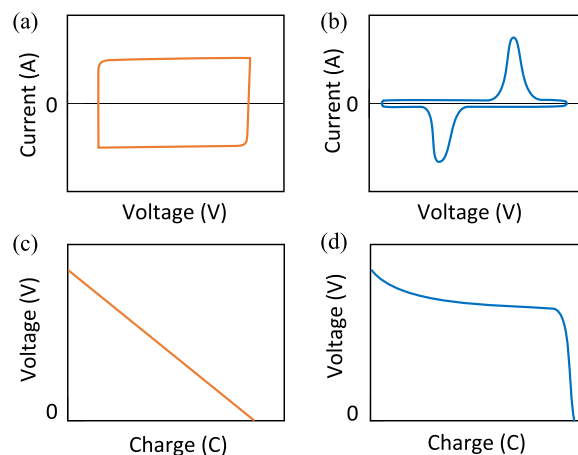 (a)
Current (A)
0
Voltage (V)
(b)
Current (A)
0
Voltage (V)
(c)
Voltage (V)
0
Charge (C)
(d)
Voltage (V)
0
Charge (C)